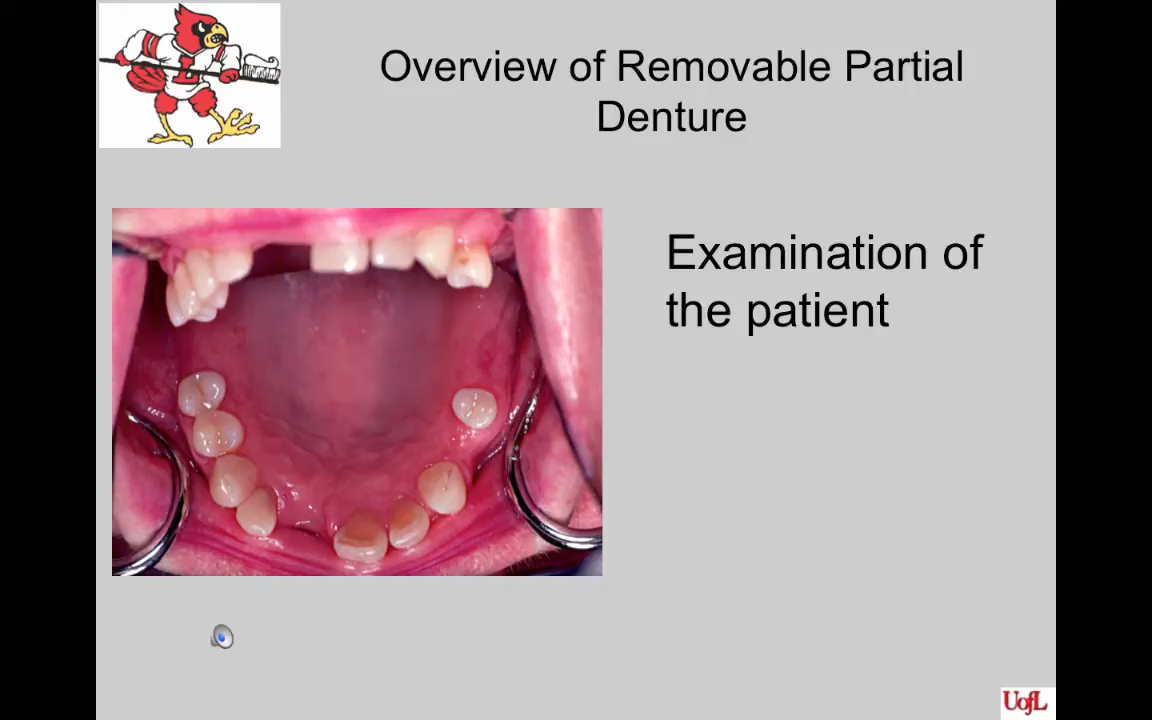 Overview of Removable Partial
Denture
Examination of
the patient
UofL